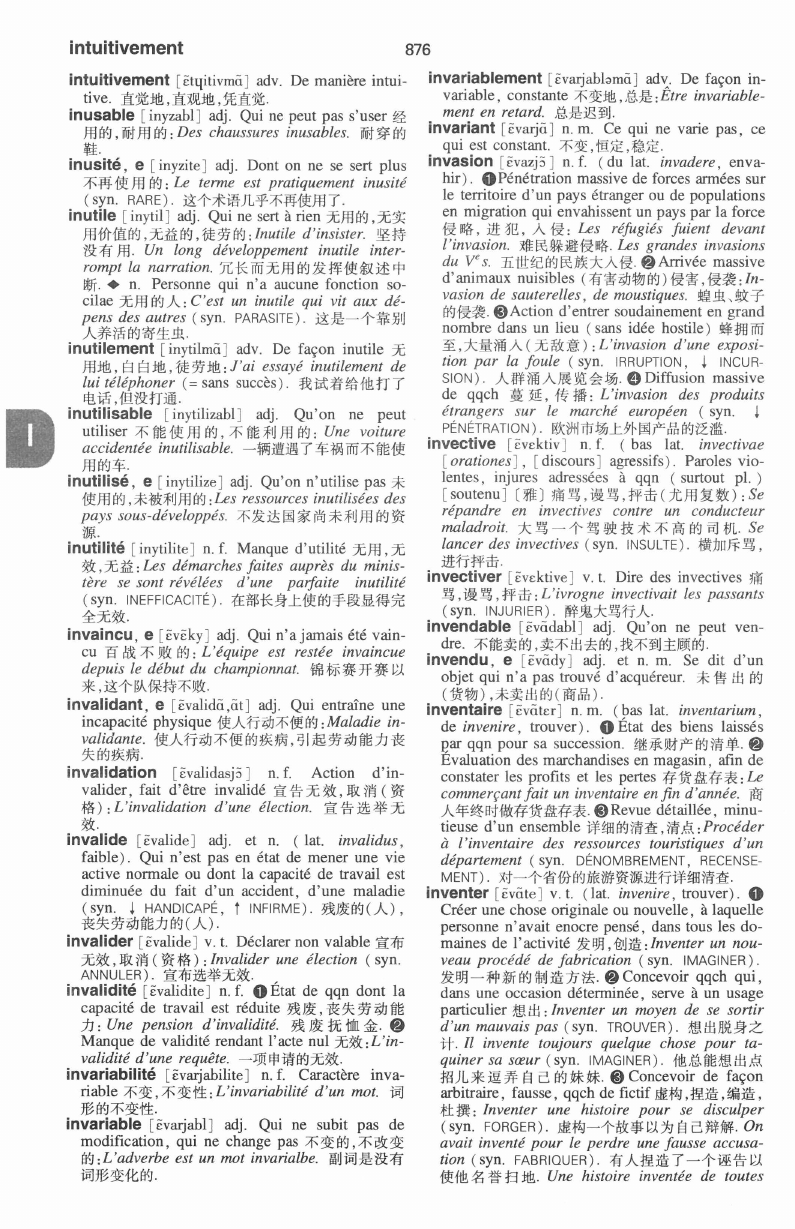 intuitivement
876
intuitivement [ɛ̃tɥitivmɑ̃] adv. De manière intui-
tive. 直觉地,直观地,凭直觉.
inusable [inyzabl] adj. Qui ne peut pas s'user 经
用的,耐用的:Des chaussures inusables. 耐穿的
鞋.
inusité, e [inyzite] adj. Dont on ne se sert plus
不再使用的: Le terme est pratiquement inusité
(syn. RARE). 这个术语几乎不再使用了.
inutile [inytil] adj. Qui ne sert à rien 无用的,无实
用价值的,无益的,徒劳的:Inutile d'insister. 坚持
没有用. Un long développement inutile inter-
rompt la narration. 冗长而无用的发挥使叙述中
断. ◆ n. Personne qui n'a aucune fonction so-
cilae 无用的人:C'est un inutile qui vit aux dé-
pens des autres (syn. PARASITE). 这是一个靠别
人养活的寄生虫.
inutilement [inytilmɑ̃] adv. De façon inutile 无
用地,白白地,徒劳地:J'ai essayé inutilement de
lui téléphoner (= sans succès). 我试着给他打了
电话,但没打通.
inutilisable [inytilizabl] adj. Qu'on ne peut
utiliser 不能使用的,不能利用的: Une voiture
accidentée inutilisable. 一辆遭遇了车祸而不能使
用的车.
I
inutilisé, e [inytilize] adj. Qu'on n'utilise pas 未
使用的,未被利用的:Les ressources inutilisées des
pays sous-développés. 不发达国家尚未利用的资
源.
inutilité [inytilite] n. f. Manque d'utilité 无用,无
效,无益:Les démarches faites auprès du minis-
tère se sont révélées d'une parfaite inutilité
(syn. INEFFICACITÉ). 在部长身上使的手段显得完
全无效.
invaincu, e [ɛ̃vɛ̃ky] adj. Qui n'a jamais été vain-
cu 百战不败的: L'équipe est restée invaincue
depuis le début du championnat. 锦标赛开赛以
来,这个队保持不败.
invalidant, e [ɛ̃validɑ̃,ɑ̃t] adj. Qui entraîne une
incapacité physique 使人行动不便的:Maladie in-
validante. 使人行动不便的疾病,引起劳动能力丧
失的疾病.
invalidation [ɛ̃validasjɔ̃] n. f. Action d'in-
valider, fait d'être invalidé 宣告无效,取消(资
格):L'invalidation d'une élection. 宣告选举无
效.
invalide [ɛ̃valide] adj. et n. (lat. invalidus,
faible). Qui n'est pas en état de mener une vie
active normale ou dont la capacité de travail est
diminuée du fait d'un accident, d'une maladie
(syn. ↓ HANDICAPÉ, ↑ INFIRME). 残废的(人),
丧失劳动能力的(人).
invalider [ɛ̃valide] v. t. Déclarer non valable 宣布
无效,取消(资格):Invalider une élection (syn.
ANNULER). 宣布选举无效.
invalidité [ɛ̃validite] n. f. ❶État de qqn dont la
capacité de travail est réduite 残废,丧失劳动能
力: Une pension d'invalidité. 残废抚恤金. ❷
Manque de validité rendant l'acte nul 无效:L'in-
validité d'une requête. 一项申请的无效.
invariabilité [ɛ̃varjabilite] n. f. Caractère inva-
riable 不变,不变性:L'invariabilité d'un mot. 词
形的不变性.
invariable [ɛ̃varjabl] adj. Qui ne subit pas de
modification, qui ne change pas 不变的,不改变
的:L'adverbe est un mot invarialbe. 副词是没有
词形变化的.
invariablement [ɛ̃varjabləmɑ̃] adv. De façon in-
variable, constante 不变地,总是:Être invariable-
ment en retard. 总是迟到.
invariant [ɛ̃varjɑ̃] n. m. Ce qui ne varie pas, ce
qui est constant. 不变,恒定,稳定.
invasion [ɛ̃vazjɔ̃] n. f. (du lat. invadere, enva-
hir). ❶Pénétration massive de forces armées sur
le territoire d'un pays étranger ou de populations
en migration qui envahissent un pays par la force
侵略,进犯,入侵: Les réfugiés fuient devant
l'invasion. 难民躲避侵略. Les grandes invasions
du Vᵉ s. 五世纪的民族大入侵. ❷Arrivée massive
d'animaux nuisibles (有害动物的)侵害,侵袭:In-
vasion de sauterelles, de moustiques. 蝗虫、蚊子
的侵袭. ❸Action d'entrer soudainement en grand
nombre dans un lieu (sans idée hostile) 蜂拥而
至,大量涌入(无敌意):L'invasion d'une exposi-
tion par la foule (syn. IRRUPTION, ↓ INCUR-
SION). 人群涌入展览会场. ❹Diffusion massive
de qqch 蔓延,传播: L'invasion des produits
étrangers sur le marché européen (syn. ↓
PÉNÉTRATION). 欧洲市场上外国产品的泛滥.
invective [ɛ̃vektiv] n. f. (bas lat. invectivae
[orationes], [discours] agressifs). Paroles vio-
lentes, injures adressées à qqn (surtout pl.)
[soutenu] [雅] 痛骂,谩骂,抨击(尤用复数):Se
répandre en invectives contre un conducteur
maladroit. 大骂一个驾驶技术不高的司机. Se
lancer des invectives (syn. INSULTE). 横加斥骂,
进行抨击.
invectiver [ɛ̃vɛktive] v. t. Dire des invectives 痛
骂,谩骂,抨击:L'ivrogne invectivait les passants
(syn. INJURIER). 醉鬼大骂行人.
invendable [ɛ̃vɑ̃dabl] adj. Qu'on ne peut ven-
dre. 不能卖的,卖不出去的,找不到主顾的.
invendu, e [ɛ̃vɑ̃dy] adj. et n. m. Se dit d'un
objet qui n'a pas trouvé d'acquéreur. 未售出的
(货物),未卖出的(商品).
inventaire [ɛ̃vɑ̃tɛr] n. m. (bas lat. inventarium,
de invenire, trouver). ❶ État des biens laissés
par qqn pour sa succession. 继承财产的清单. ❷
Évaluation des marchandises en magasin, afin de
constater les profits et les pertes 存货盘存表:Le
commerçant fait un inventaire en fin d'année. 商
人年终时做存货盘存表. ❸Revue détaillée, minu-
tieuse d'un ensemble 详细的清查,清点:Procéder
à l'inventaire des ressources touristiques d'un
département (syn. DÉNOMBREMENT, RECENSE-
MENT). 对一个省份的旅游资源进行详细清查.
inventer [ɛ̃vɑ̃te] v. t. (lat. invenire, trouver). ❶
Créer une chose originale ou nouvelle, à laquelle
personne n'avait enocre pensé, dans tous les do-
maines de l'activité 发明,创造:Inventer un nou-
veau procédé de fabrication (syn. IMAGINER).
发明一种新的制造方法. ❷Concevoir qqch qui,
dans une occasion déterminée, serve à un usage
particulier 想出: Inventer un moyen de se sortir
d'un mauvais pas (syn. TROUVER). 想出脱身之
计. Il invente toujours quelque chose pour ta-
quiner sa sœur (syn. IMAGINER). 他总能想出点
招儿来逗弄自己的妹妹. ❸Concevoir de façon
arbitraire, fausse, qqch de fictif 虚构,捏造,编造,
杜撰: Inventer une histoire pour se disculper
(syn. FORGER). 虚构一个故事以为自己辩解. On
avait inventé pour le perdre une fausse accusa-
tion (syn. FABRIQUER). 有人捏造了一个诬告以
使他名誉扫地. Une histoire inventée de toutes